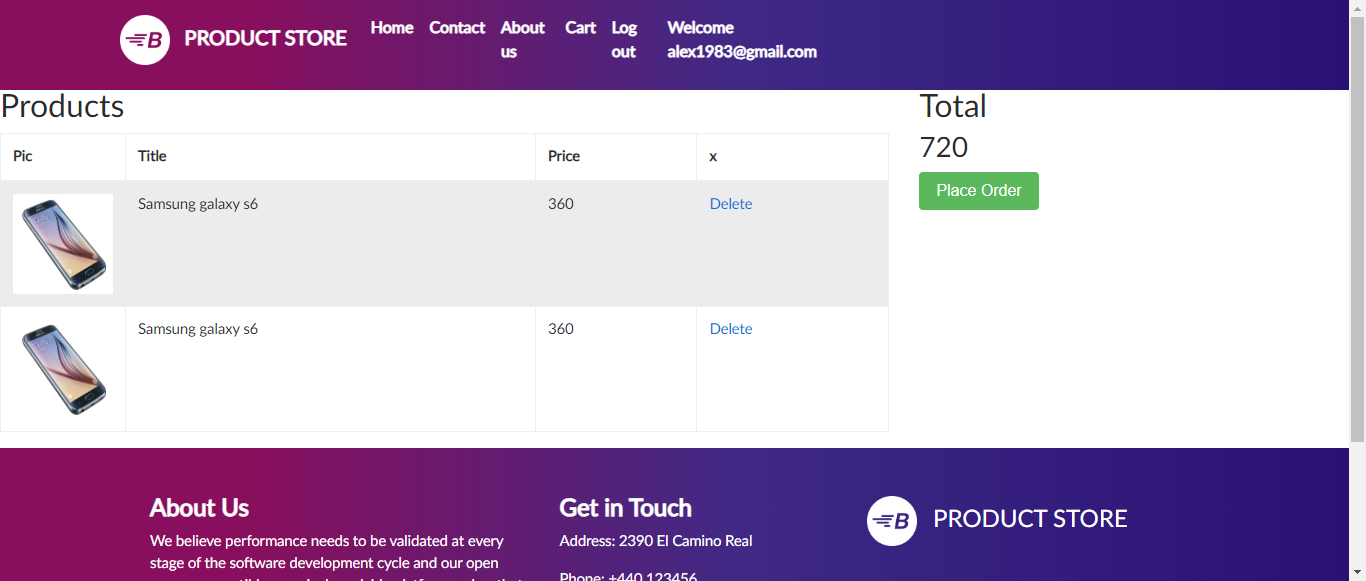 B PRODUCT STORE Home Contact About us Cart Log out Welcome alex1983@gmail.com
Products
Pic Title Price x
Samsung galaxy s6 360 Delete
Samsung galaxy s6 360 Delete
Total
720
Place Order
About Us
We believe performance needs to be validated at every
stage of the software development cycle and our open
Get in Touch
Address: 2390 El Camino Real
Phone: +440 123456
B PRODUCT STORE